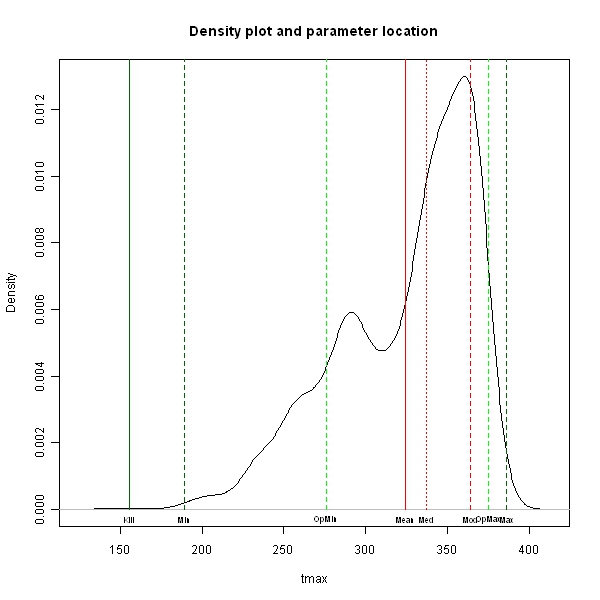 Density plot and parameter location
Density
0.012
0.010
0.008
0.006
0.004
0.002
0.000
Kill Min OpMin Mean Med Mod OpMax Max
150 200 250 300 350 400
tmax